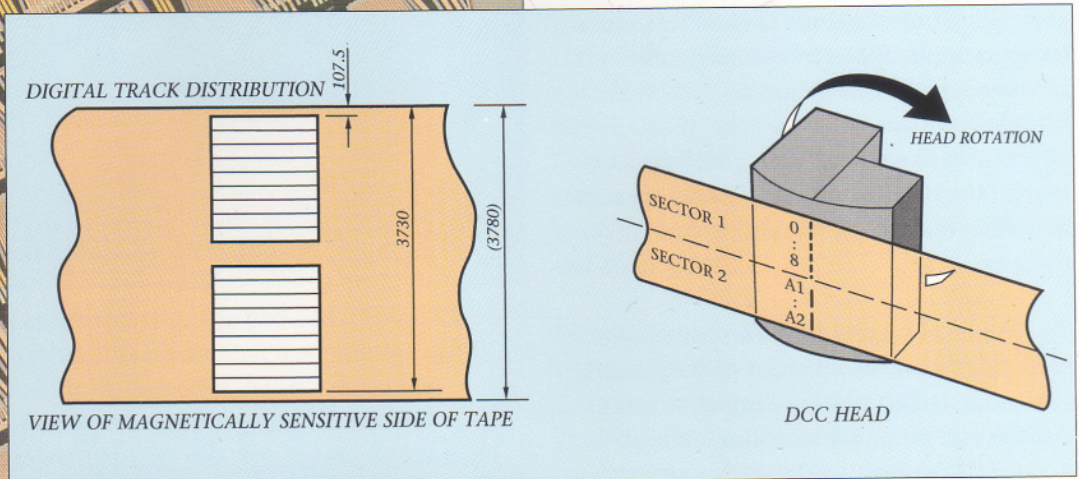 DIGITAL TRACK DISTRIBUTION
107.5
3730
(3780)
VIEW OF MAGNETICALLY SENSITIVE SIDE OF TAPE
HEAD ROTATION
SECTOR 1
SECTOR 2
0
:
8
A1
:
A2
DCC HEAD